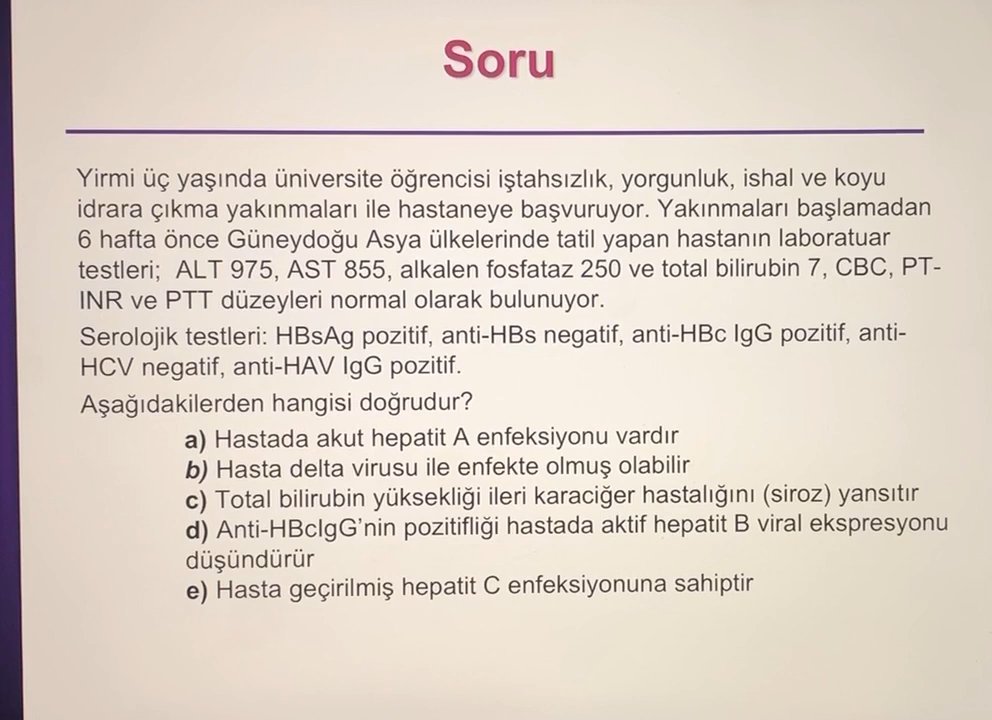 Soru
Yirmi üç yaşında üniversite öğrencisi iştahsızlık, yorgunluk, ishal ve koyu
idrara çıkma yakınmaları ile hastaneye başvuruyor. Yakınmaları başlamadan
6 hafta önce Güneydoğu Asya ülkelerinde tatil yapan hastanın laboratuar
testleri; ALT 975, AST 855, alkalen fosfataz 250 ve total bilirubin 7, CBC, PT-
INR ve PTT düzeyleri normal olarak bulunuyor.
Serolojik testleri: HBsAg pozitif, anti-HBs negatif, anti-HBc IgG pozitif, anti-
HCV negatif, anti-HAV IgG pozitif.
Aşağıdakilerden hangisi doğrudur?
a) Hastada akut hepatit A enfeksiyonu vardır
b) Hasta delta virusu ile enfekte olmuş olabilir
c) Total bilirubin yüksekliği ileri karaciğer hastalığını (siroz) yansıtır
d) Anti-HBcIgG'nin pozitifliği hastada aktif hepatit B viral ekspresyonu
düşündürür
e) Hasta geçirilmiş hepatit C enfeksiyonuna sahiptir